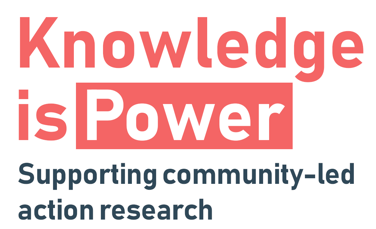 Knowledge
is Power
Supporting community-led
action research